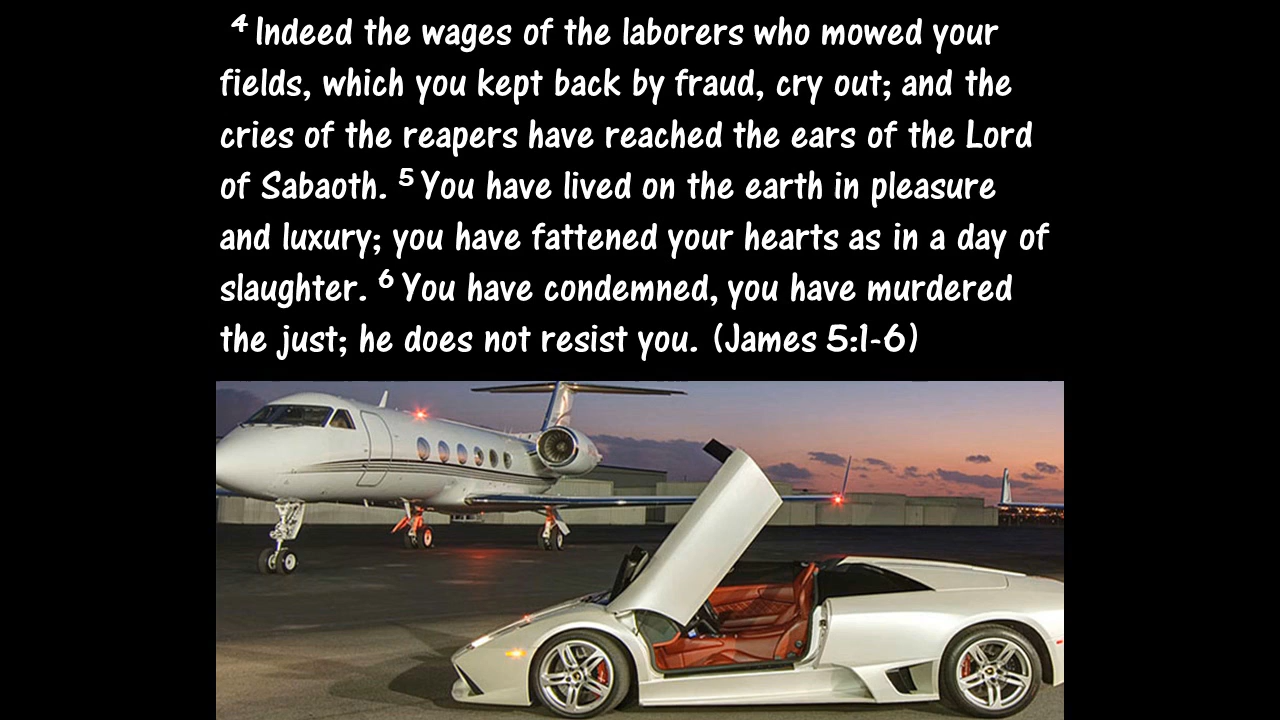 4 Indeed the wages of the laborers who mowed your
fields, which you kept back by fraud, cry out; and the
cries of the reapers have reached the ears of the Lord
of Sabaoth. 5 You have lived on the earth in pleasure
and luxury; you have fattened your hearts as in a day of
slaughter. 6 You have condemned, you have murdered
the just; he does not resist you. (James 5:1-6)